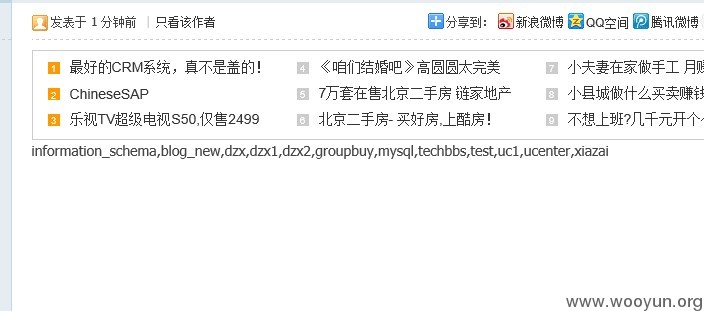 发表于 1 分钟前 | 只看该作者 分享到: 新浪微博 QQ空间 腾讯微博
1 最好的CRM系统，真不是盖的! 4 《咱们结婚吧》高圆圆太完美 7 小夫妻在家做手工 月
2 ChineseSAP 5 7万套在售北京二手房 链家地产 8 小县城做什么买卖赚
3 乐视TV超级电视S50,仅售2499 6 北京二手房- 买好房,上酷房! 9 不想上班?几千元开个
information_schema,blog_new,dzx,dzx1,dzx2,groupbuy,mysql,techbbs,test,uc1,ucenter,xiazai
www.wooyun.org